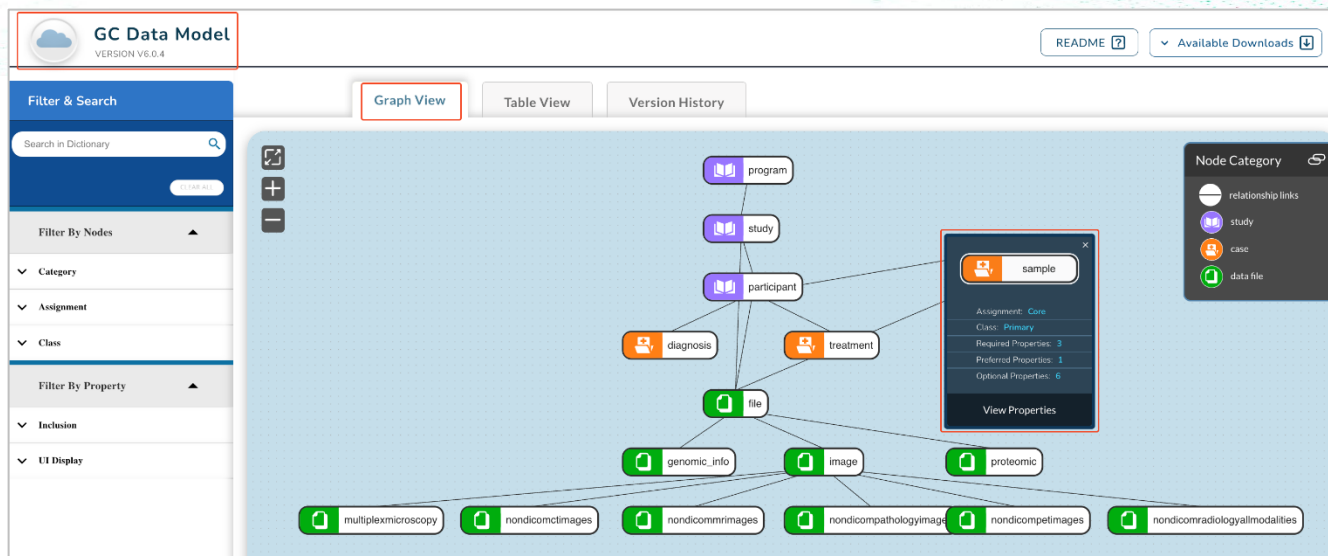 GC Data Model
VERSION V6.0.4
README
Available Downloads
Filter & Search
Search in Dictionary
CLEAR ALL
Filter By Nodes
Category
Assignment
Class
Filter By Property
Inclusion
UI Display
Graph View
Table View
Version History
program
study
participant
diagnosis
treatment
file
genomic_info
image
proteomic
multiplexmicroscopy
nondicomctimages
nondicommrimages
nondicompathologyimage
nondicompetimages
nondicomradiologyallmodalities
sample
Assignment: Core
Class: Primary
Required Properties: 3
Preferred Properties: 1
Optional Properties: 6
View Properties
Node Category
relationship links
study
case
data file